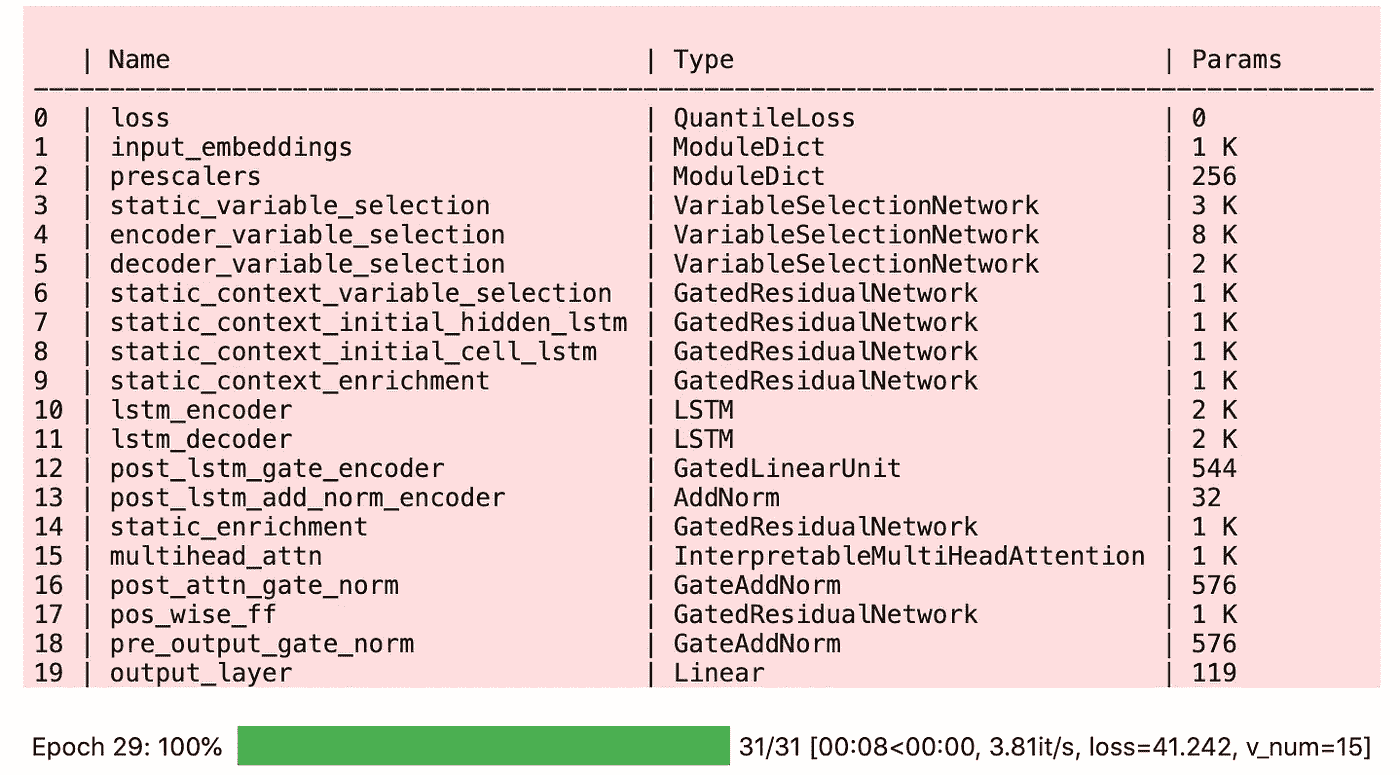 | Name | Type | Params
----------------------------------------------------------------------------------------
0 | loss | QuantileLoss | 0
1 | input_embeddings | ModuleDict | 1 K
2 | prescalers | ModuleDict | 256
3 | static_variable_selection | VariableSelectionNetwork | 3 K
4 | encoder_variable_selection | VariableSelectionNetwork | 8 K
5 | decoder_variable_selection | VariableSelectionNetwork | 2 K
6 | static_context_variable_selection | GatedResidualNetwork | 1 K
7 | static_context_initial_hidden_lstm | GatedResidualNetwork | 1 K
8 | static_context_initial_cell_lstm | GatedResidualNetwork | 1 K
9 | static_context_enrichment | GatedResidualNetwork | 1 K
10 | lstm_encoder | LSTM | 2 K
11 | lstm_decoder | LSTM | 2 K
12 | post_lstm_gate_encoder | GatedLinearUnit | 544
13 | post_lstm_add_norm_encoder | AddNorm | 32
14 | static_enrichment | GatedResidualNetwork | 1 K
15 | multihead_attn | InterpretableMultiHeadAttention | 1 K
16 | post_attn_gate_norm | GateAddNorm | 576
17 | pos_wise_ff | GatedResidualNetwork | 1 K
18 | pre_output_gate_norm | GateAddNorm | 576
19 | output_layer | Linear | 119
Epoch 29: 100% 31/31 [00:08<00:00, 3.81it/s, loss=41.242, v_num=15]